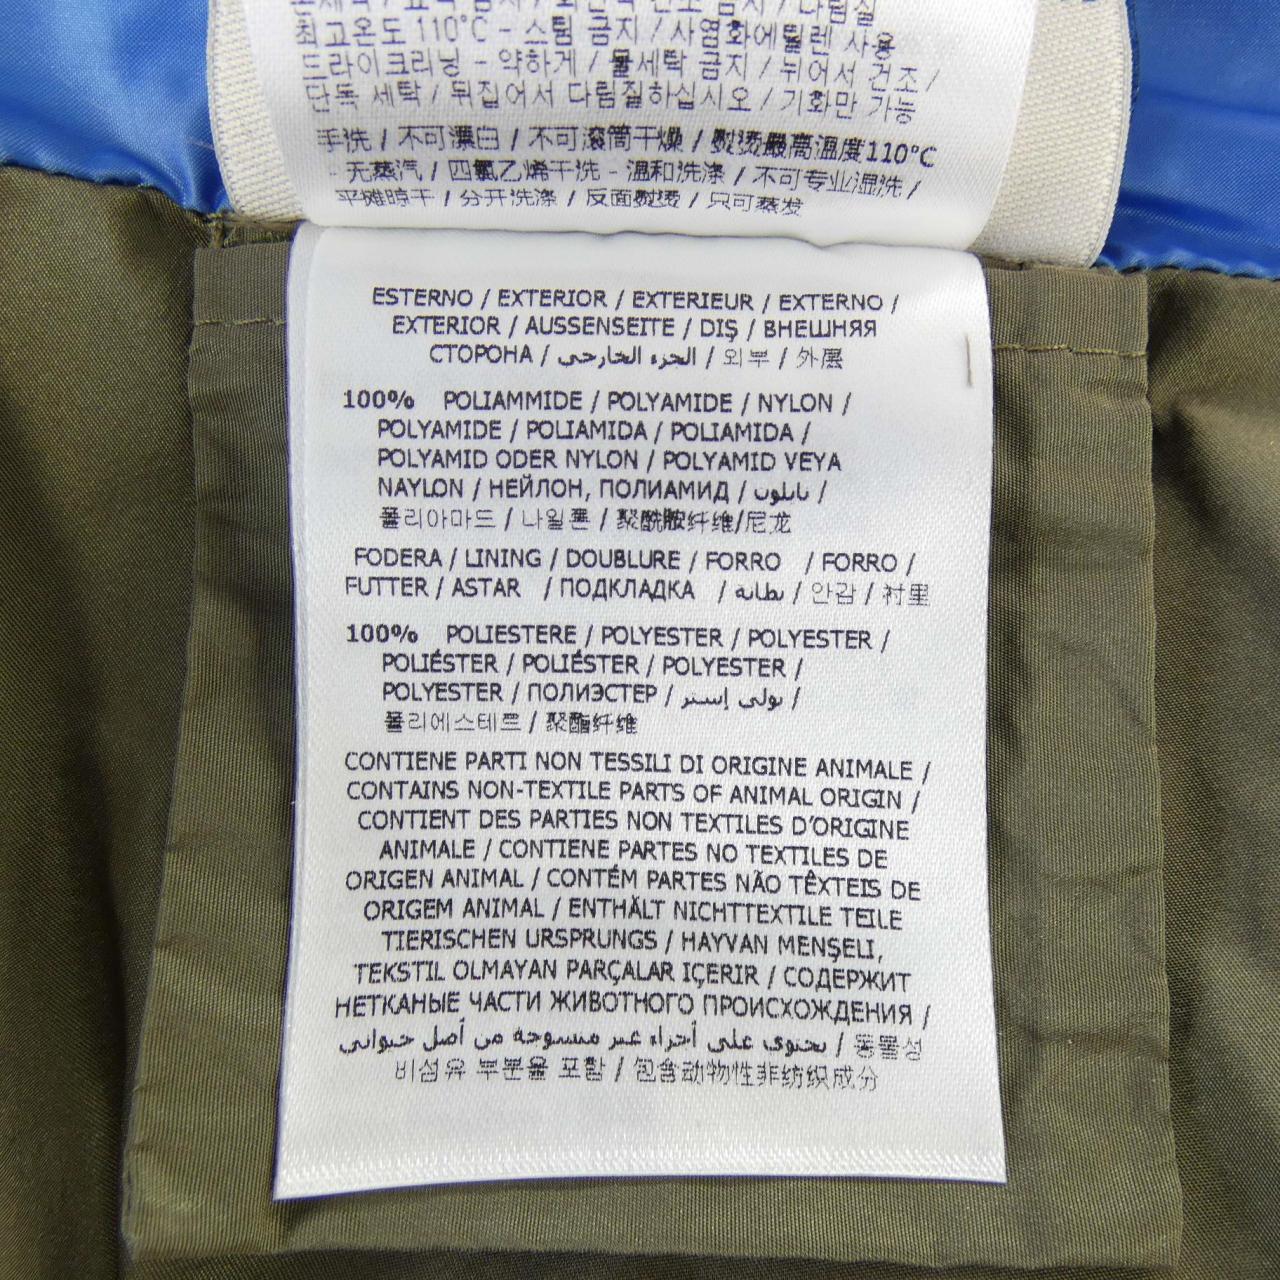 최고온도 110°C - 스팀 금지 / 사염화에틸렌 사용
드라이크리닝 - 약하게 / 물세탁 금지 / 뉘어서 건조 /
단독 세탁 / 뒤집어서 다림질하십시오 / 기화만 가능
手洗 / 不可漂白 / 不可滚筒干燥 / 熨烫最高温度110°C
- 无蒸汽 / 四氯乙烯干洗 - 温和洗涤 / 不可专业湿洗 /
平摊晾干 / 分开洗涤 / 反面熨烫 / 只可蒸发
ESTERNO / EXTERIOR / EXTERIEUR / EXTERNO /
EXTERIOR / AUSSENSEITE / DIŞ / ВНЕШНЯЯ
СТОРОНА / الجزء الخارجي / 외부 / 外层
100% POLIAMMIDE / POLYAMIDE / NYLON /
POLYAMIDE / POLIAMIDA / POLIAMIDA /
POLYAMID ODER NYLON / POLYAMID VEYA
NAYLON / НЕЙЛОН, ПОЛИАМИД / نايلون /
폴리아마드 / 나일론 / 聚酰胺纤维/尼龙
FODERA / LINING / DOUBLURE / FORRO / FORRO /
FUTTER / ASTAR / ПОДКЛАДКА / بطانة / 안감 / 衬里
100% POLIESTERE / POLYESTER / POLYESTER /
POLIÉSTER / POLIÉSTER / POLYESTER /
POLYESTER / ПОЛИЭСТЕР / بولي إستر /
폴리에스테르 / 聚酯纤维
CONTIENE PARTI NON TESSILI DI ORIGINE ANIMALE /
CONTAINS NON-TEXTILE PARTS OF ANIMAL ORIGIN /
CONTIENT DES PARTIES NON TEXTILES D'ORIGINE
ANIMALE / CONTIENE PARTES NO TEXTILES DE
ORIGEN ANIMAL / CONTÉM PARTES NÃO TÊXTEIS DE
ORIGEM ANIMAL / ENTHÄLT NICHTTEXTILE TEILE
TIERISCHEN URSPRUNGS / HAYVAN MENŞELİ,
TEKSTIL OLMAYAN PARÇALAR IÇERIR / СОДЕРЖИТ
НЕТКАНЫЕ ЧАСТИ ЖИВОТНОГО ПРОИСХОЖДЕНИЯ /
يحتوي على أجزاء غير منسوجة من أصل حيواني / 동물성
비섬유 부분을 포함 / 包含动物性非纺织成分